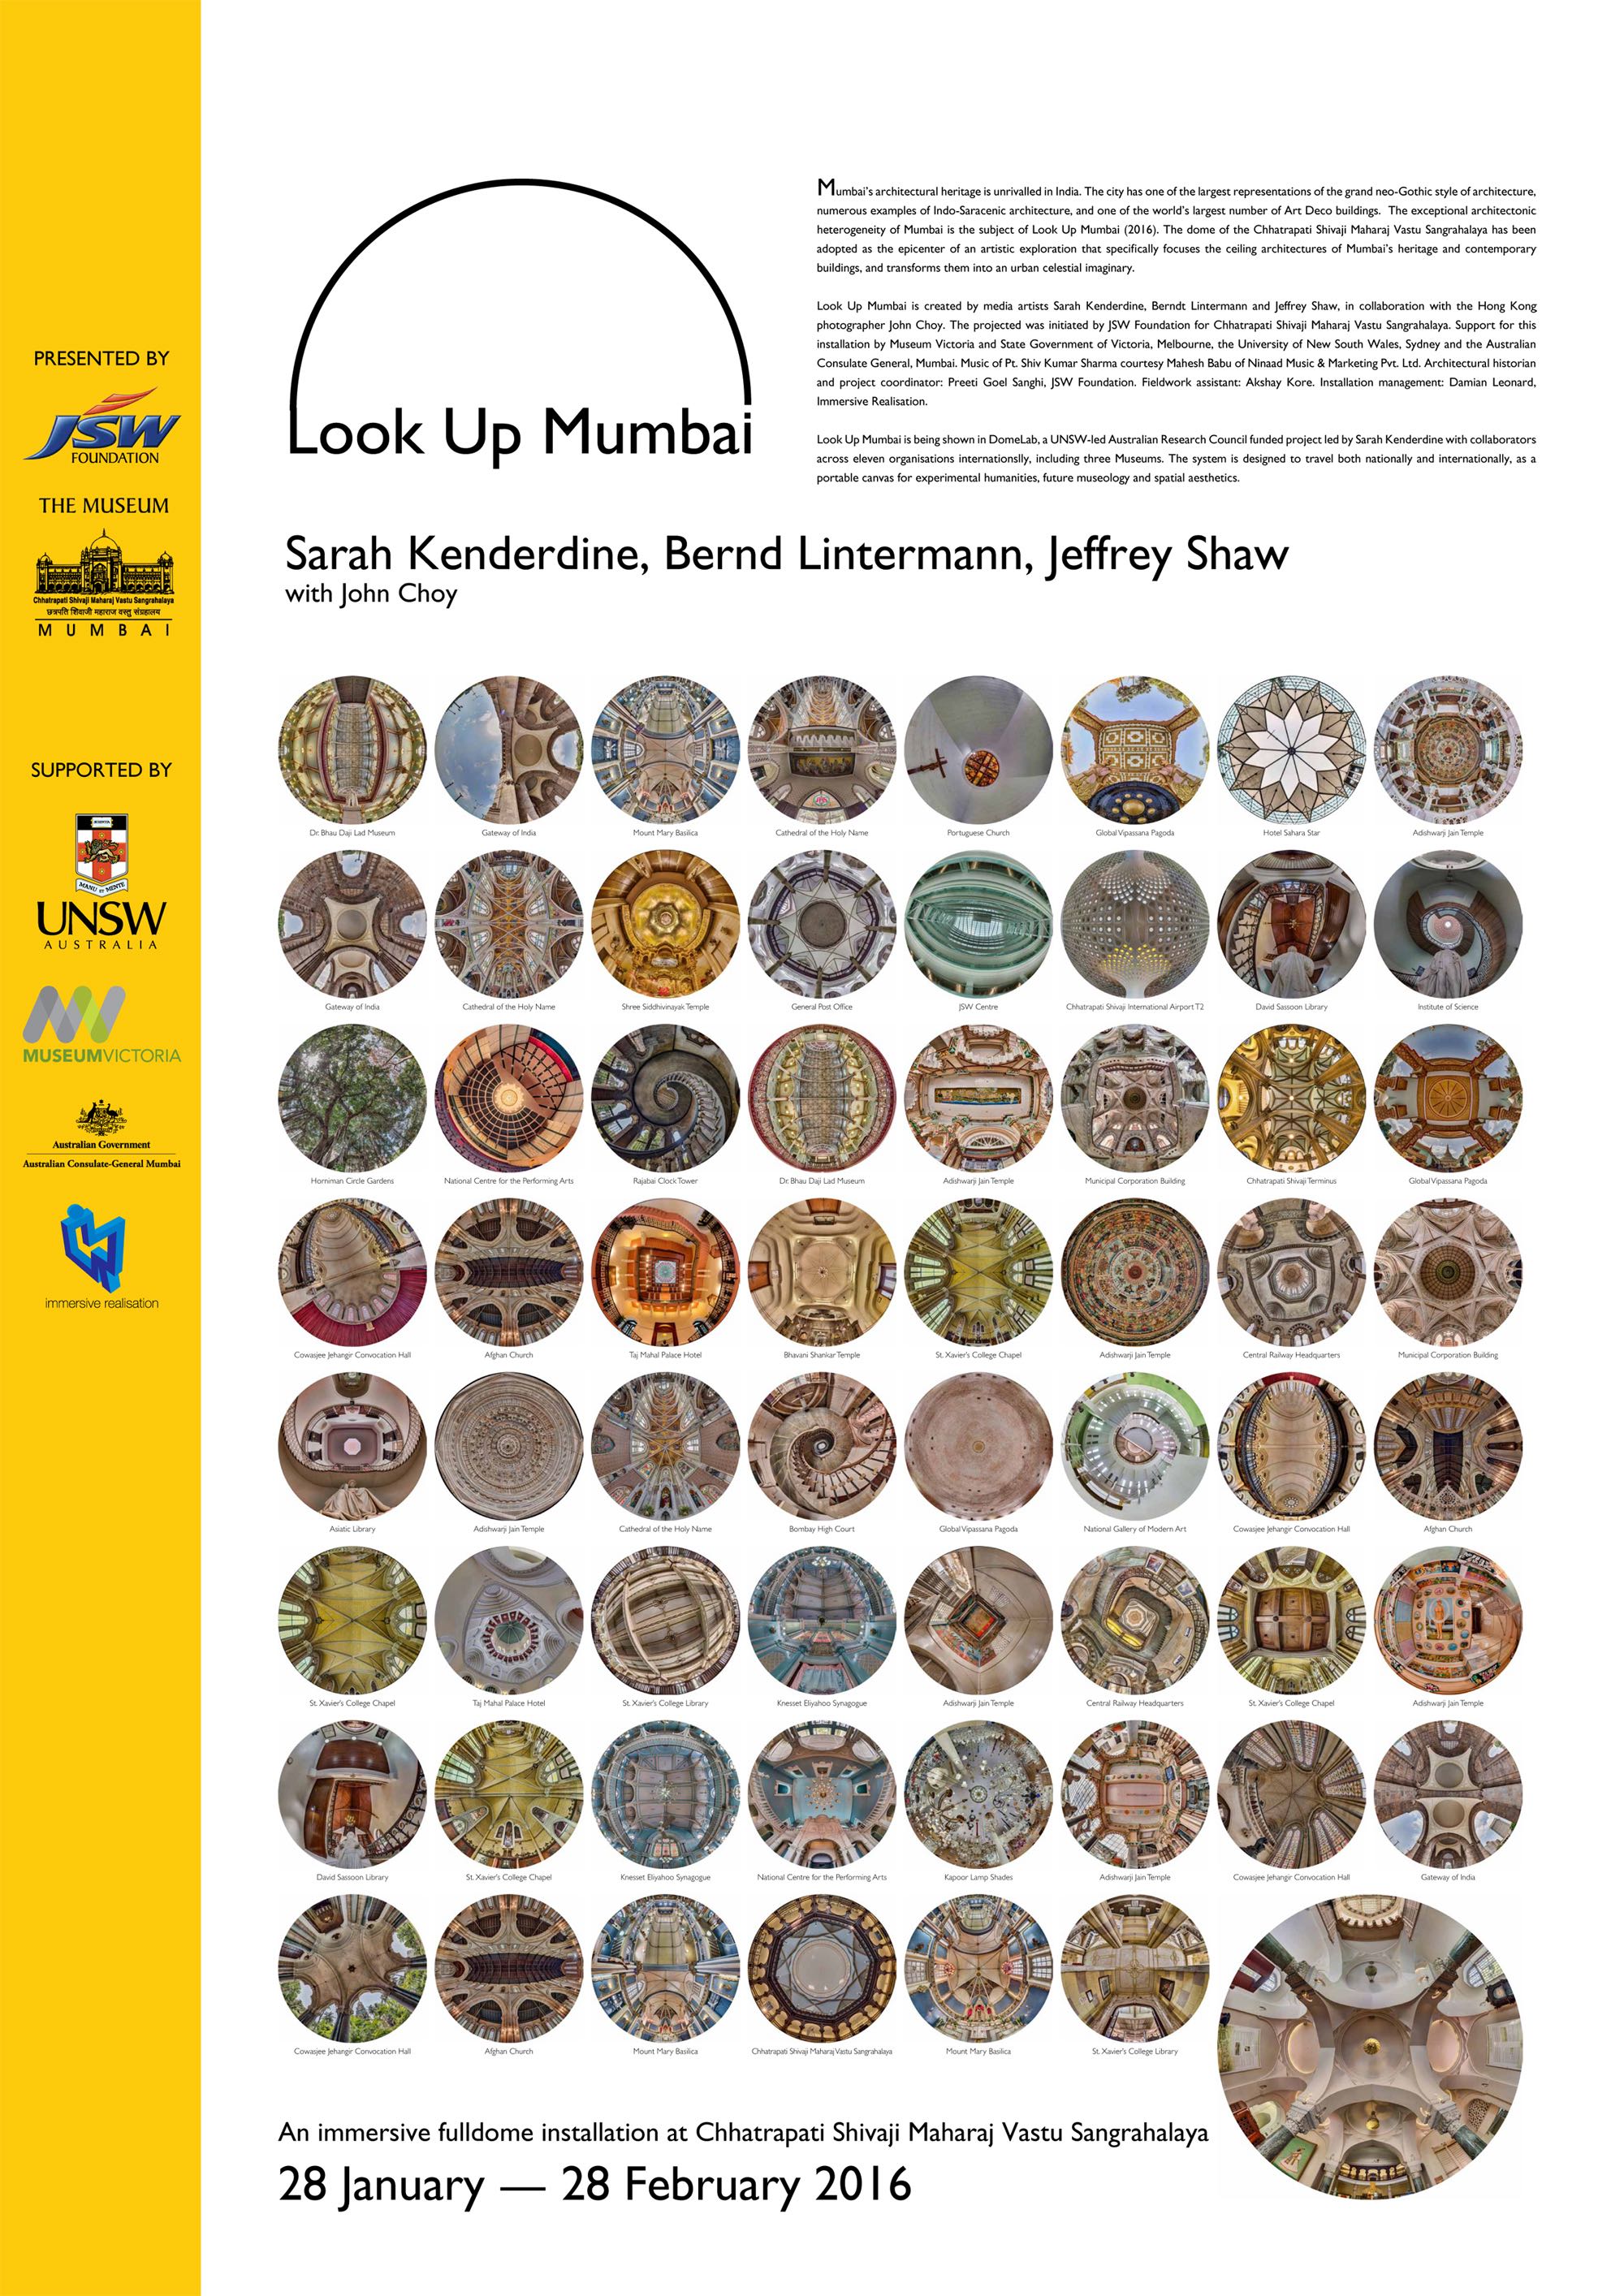 PRESENTED BY
JSW
FOUNDATION
THE MUSEUM
Chhatrapati Shivaji Maharaj Vastu Sangrahalaya
छत्रपति शिवाजी महाराज वस्तु संग्रहालय
MUMBAI
SUPPORTED BY
SCIENTIA
MANU ET MENTE
UNSW
AUSTRALIA
MUSEUMVICTORIA
Australian Government
Australian Consulate-General Mumbai
immersive realisation
Look Up Mumbai
Mumbai's architectural heritage is unrivalled in India. The city has one of the largest representations of the grand neo-Gothic style of architecture,
numerous examples of Indo-Saracenic architecture, and one of the world's largest number of Art Deco buildings. The exceptional architectonic
heterogeneity of Mumbai is the subject of Look Up Mumbai (2016). The dome of the Chhatrapati Shivaji Maharaj Vastu Sangrahalaya has been
adopted as the epicenter of an artistic exploration that specifically focuses the ceiling architectures of Mumbai's heritage and contemporary
buildings, and transforms them into an urban celestial imaginary.
Look Up Mumbai is created by media artists Sarah Kenderdine, Berndt Lintermann and Jeffrey Shaw, in collaboration with the Hong Kong
photographer John Choy. The projected was initiated by JSW Foundation for Chhatrapati Shivaji Maharaj Vastu Sangrahalaya. Support for this
installation by Museum Victoria and State Government of Victoria, Melbourne, the University of New South Wales, Sydney and the Australian
Consulate General, Mumbai. Music of Pt. Shiv Kumar Sharma courtesy Mahesh Babu of Ninaad Music & Marketing Pvt. Ltd. Architectural historian
and project coordinator: Preeti Goel Sanghi, JSW Foundation. Fieldwork assistant: Akshay Kore. Installation management: Damian Leonard,
Immersive Realisation.
Look Up Mumbai is being shown in DomeLab, a UNSW-led Australian Research Council funded project led by Sarah Kenderdine with collaborators
across eleven organisations internationslly, including three Museums. The system is designed to travel both nationally and internationally, as a
portable canvas for experimental humanities, future museology and spatial aesthetics.
Sarah Kenderdine, Bernd Lintermann, Jeffrey Shaw
with John Choy
Dr. Bhau Daji Lad Museum
Gateway of India
Mount Mary Basilica
Cathedral of the Holy Name
Portuguese Church
Global Vipassana Pagoda
Hotel Sahara Star
Adishwarji Jain Temple
Gateway of India
Cathedral of the Holy Name
Shree Siddhivinayak Temple
General Post Office
JSW Centre
Chhatrapati Shivaji International Airport T2
David Sassoon Library
Institute of Science
Horniman Circle Gardens
National Centre for the Performing Arts
Rajabai Clock Tower
Dr. Bhau Daji Lad Museum
Adishwarji Jain Temple
Municipal Corporation Building
Chhatrapati Shivaji Terminus
Global Vipassana Pagoda
Cowasjee Jehangir Convocation Hall
Afghan Church
Taj Mahal Palace Hotel
Bhavani Shankar Temple
St. Xavier's College Chapel
Adishwarji Jain Temple
Central Railway Headquarters
Municipal Corporation Building
Asiatic Library
Adishwarji Jain Temple
Cathedral of the Holy Name
Bombay High Court
Global Vipassana Pagoda
National Gallery of Modern Art
Cowasjee Jehangir Convocation Hall
Afghan Church
St. Xavier's College Chapel
Taj Mahal Palace Hotel
St. Xavier's College Library
Knesset Eliyahoo Synagogue
Adishwarji Jain Temple
Central Railway Headquarters
St. Xavier's College Chapel
Adishwarji Jain Temple
David Sassoon Library
St. Xavier's College Chapel
Knesset Eliyahoo Synagogue
National Centre for the Performing Arts
Kapoor Lamp Shades
Adishwarji Jain Temple
Cowasjee Jehangir Convocation Hall
Gateway of India
Cowasjee Jehangir Convocation Hall
Afghan Church
Mount Mary Basilica
Chhatrapati Shivaji Maharaj Vastu Sangrahalaya
Mount Mary Basilica
St. Xavier's College Library
An immersive fulldome installation at Chhatrapati Shivaji Maharaj Vastu Sangrahalaya
28 January — 28 February 2016